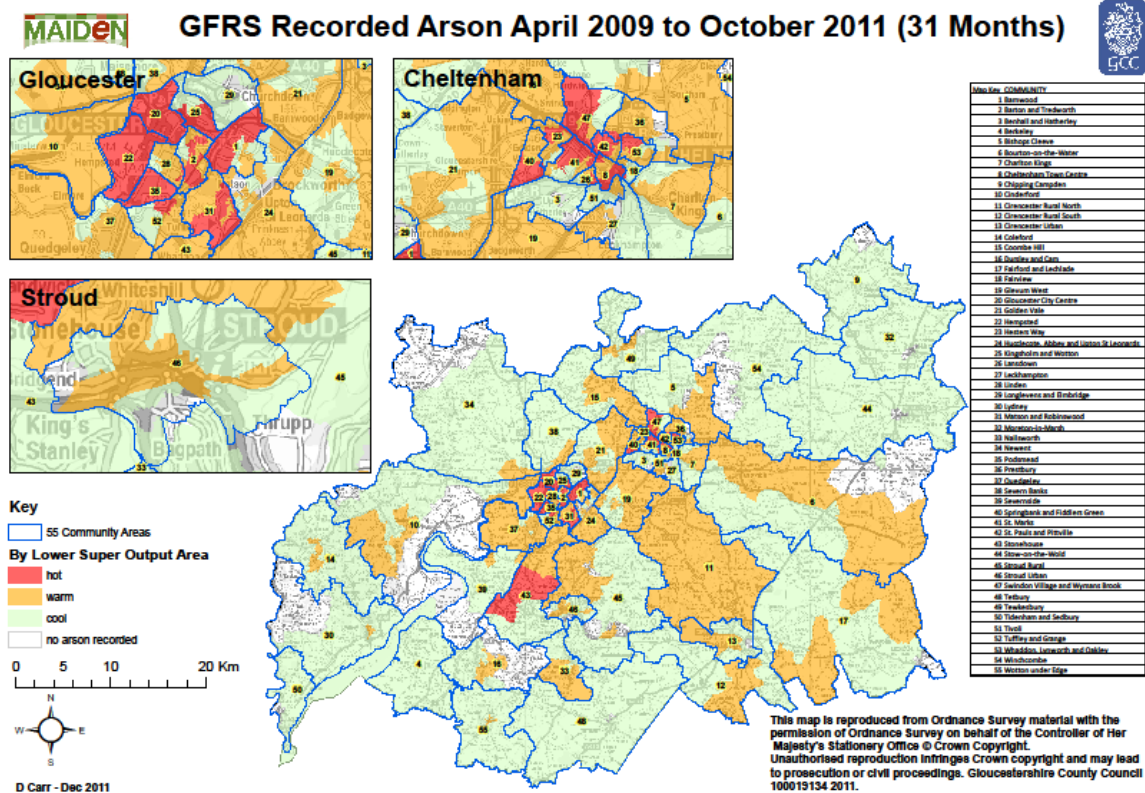 MAIDEN
GFRS Recorded Arson April 2009 to October 2011 (31 Months)
GCC
Gloucester
Cheltenham
Stroud
Whiteshill
King's
Stanley
Thrupp
Bagpath
Quedgeley
Churchdown
Prestbury
Map Key COMMUNITY
1 Barnwood
2 Barton and Tredworth
3 Benhall and Hatherley
4 Berkeley
5 Bishops Cleeve
6 Bourton-on-the-Water
7 Charlton Kings
8 Cheltenham Town Centre
9 Chipping Campden
10 Cinderford
11 Cirencester Rural North
12 Cirencester Rural South
13 Cirencester Urban
14 Coleford
15 Coombe Hill
16 Dursley and Cam
17 Fairford and Lechlade
18 Fairview
19 Glevum West
20 Gloucester City Centre
21 Golden Vale
22 Hempsted
23 Hesters Way
24 Hucclecote, Abbey and Upton St Leonards
25 Kingsholm and Wotton
26 Lansdown
27 Leckhampton
28 Linden
29 Longlevens and Elmbridge
30 Lydney
31 Matson and Robinswood
32 Moreton-in-Marsh
33 Nailsworth
34 Newent
35 Podsmead
36 Prestbury
37 Quedgeley
38 Severn Banks
39 Severnside
40 Springbank and Fiddlers Green
41 St. Marks
42 St. Pauls and Pittville
43 Stonehouse
44 Stow-on-the-Wold
45 Stroud Rural
46 Stroud Urban
47 Swindon Village and Wymans Brook
48 Tetbury
49 Tewkesbury
50 Tidenham and Sedbury
51 Tivoli
52 Tuffley and Grange
53 Whaddon, Lynworth and Oakley
54 Winchcombe
55 Wotton under Edge
Key
55 Community Areas
By Lower Super Output Area
hot
warm
cool
no arson recorded
0 5 10 20 Km
N
W E
S
D Carr - Dec 2011
This map is reproduced from Ordnance Survey material with the
permission of Ordnance Survey on behalf of the Controller of Her
Majesty's Stationery Office © Crown Copyright.
Unauthorised reproduction infringes Crown copyright and may lead
to prosecution or civil proceedings. Gloucestershire County Council
100019134 2011.